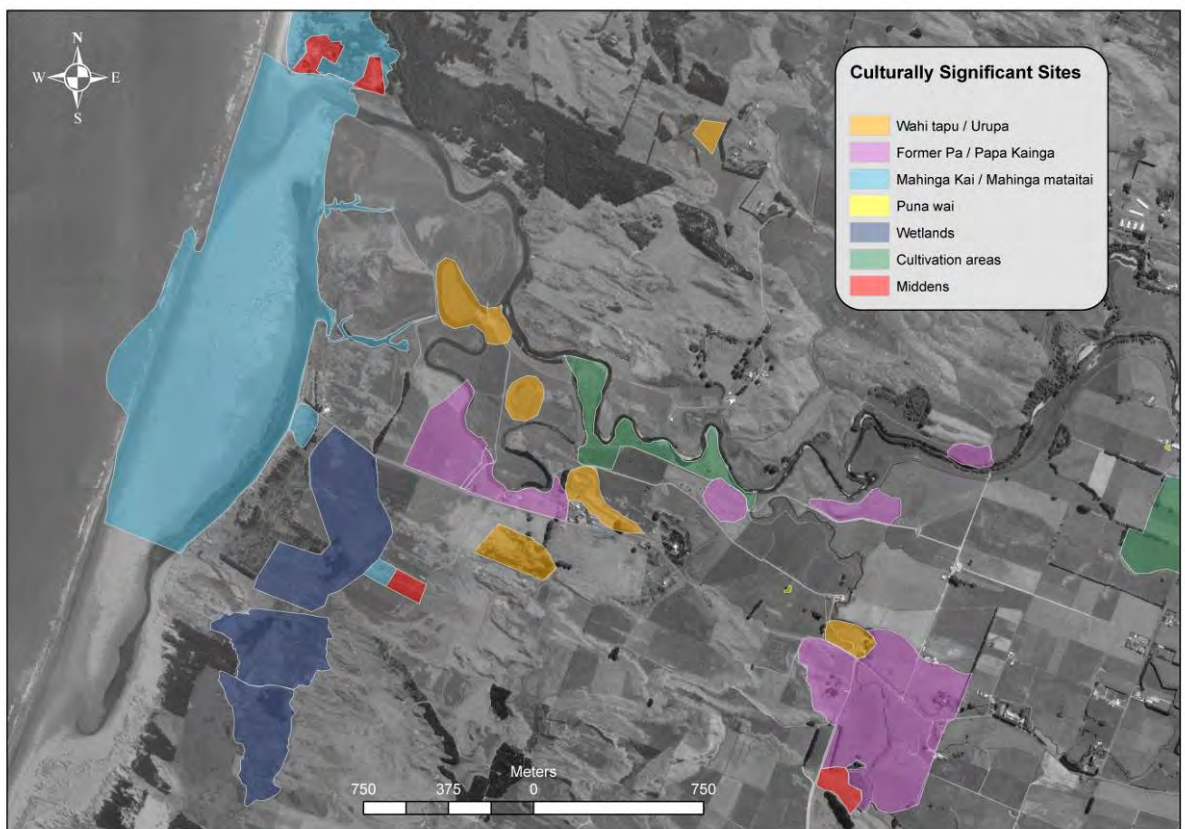 N
W E
S
Culturally Significant Sites
Wahi tapu / Urupa
Former Pa / Papa Kainga
Mahinga Kai / Mahinga mataitai
Puna wai
Wetlands
Cultivation areas
Middens
Meters
750 375 0 750